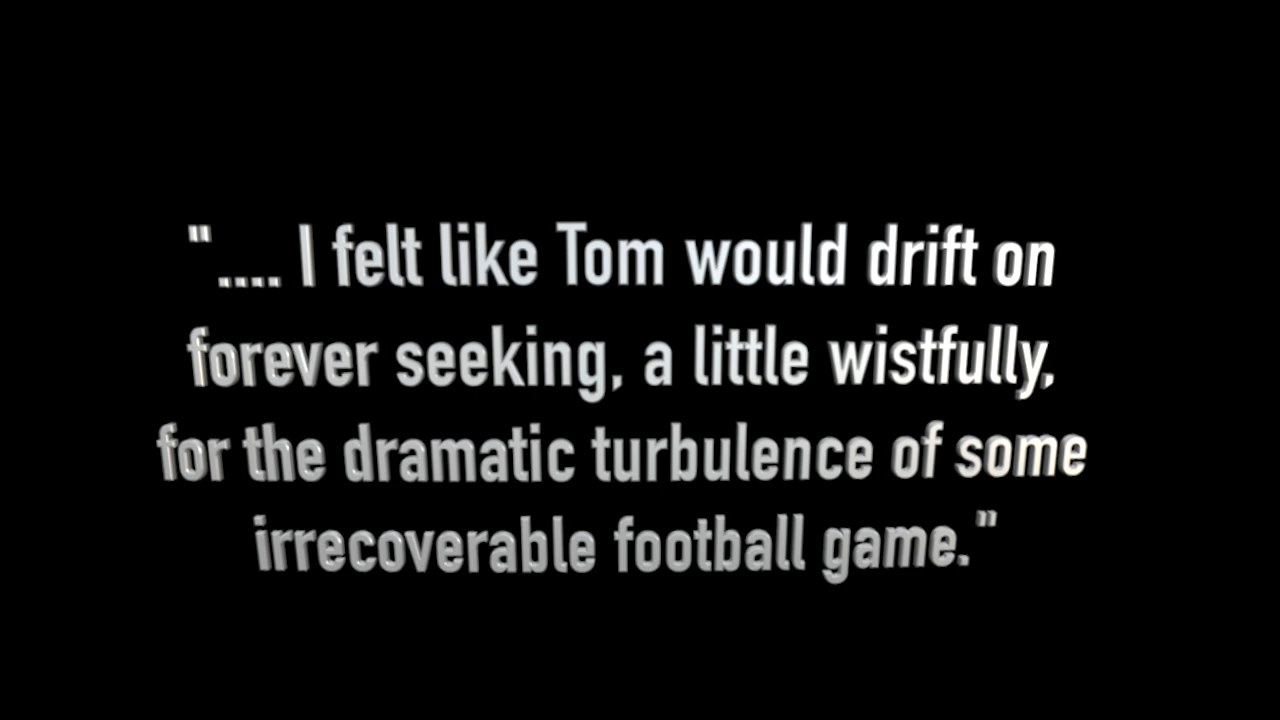 ".... I felt like Tom would drift on
forever seeking, a little wistfully,
for the dramatic turbulence of some
irrecoverable football game."